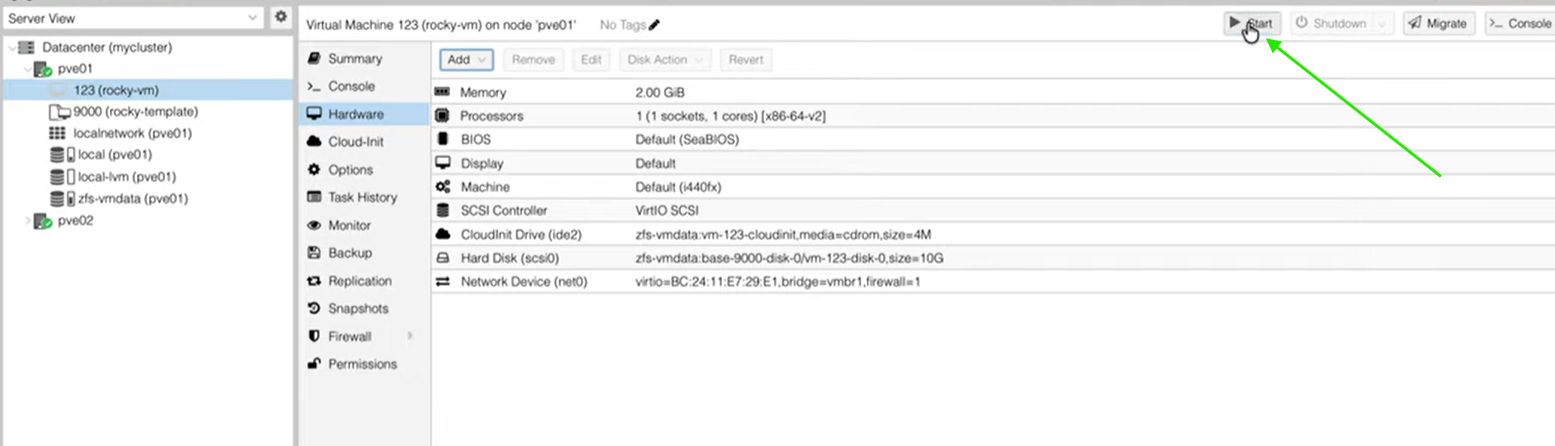 Server View
Datacenter (mycluster)
pve01
123 (rocky-vm)
9000 (rocky-template)
localnetwork (pve01)
local (pve01)
local-lvm (pve01)
zfs-vmdata (pve01)
pve02
Virtual Machine 123 (rocky-vm) on node 'pve01' No Tags
Start Shutdown Migrate Console
Summary
Console
Hardware
Cloud-Init
Options
Task History
Monitor
Backup
Replication
Snapshots
Firewall
Permissions
Add Remove Edit Disk Action Revert
Memory 2.00 GiB
Processors 1 (1 sockets, 1 cores) [x86-64-v2]
BIOS Default (SeaBIOS)
Display Default
Machine Default (i440fx)
SCSI Controller VirtIO SCSI
CloudInit Drive (ide2) zfs-vmdata:vm-123-cloudinit,media=cdrom,size=4M
Hard Disk (scsi0) zfs-vmdata:base-9000-disk-0/vm-123-disk-0,size=10G
Network Device (net0) virtio=BC:24:11:E7:29:E1,bridge=vmbr1,firewall=1